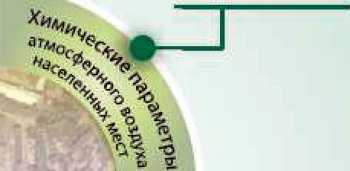 Химические параметры
атмосферного воздуха
населенных мест